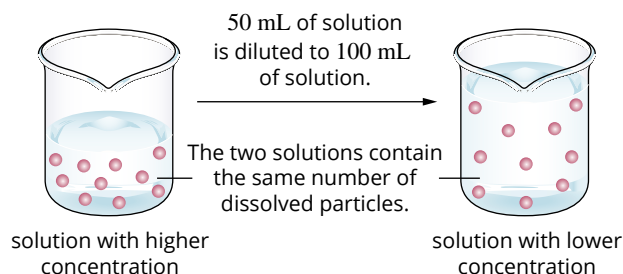 50 mL of solution
is diluted to 100 mL
of solution.
The two solutions contain
the same number of
dissolved particles.
solution with higher
concentration
solution with lower
concentration